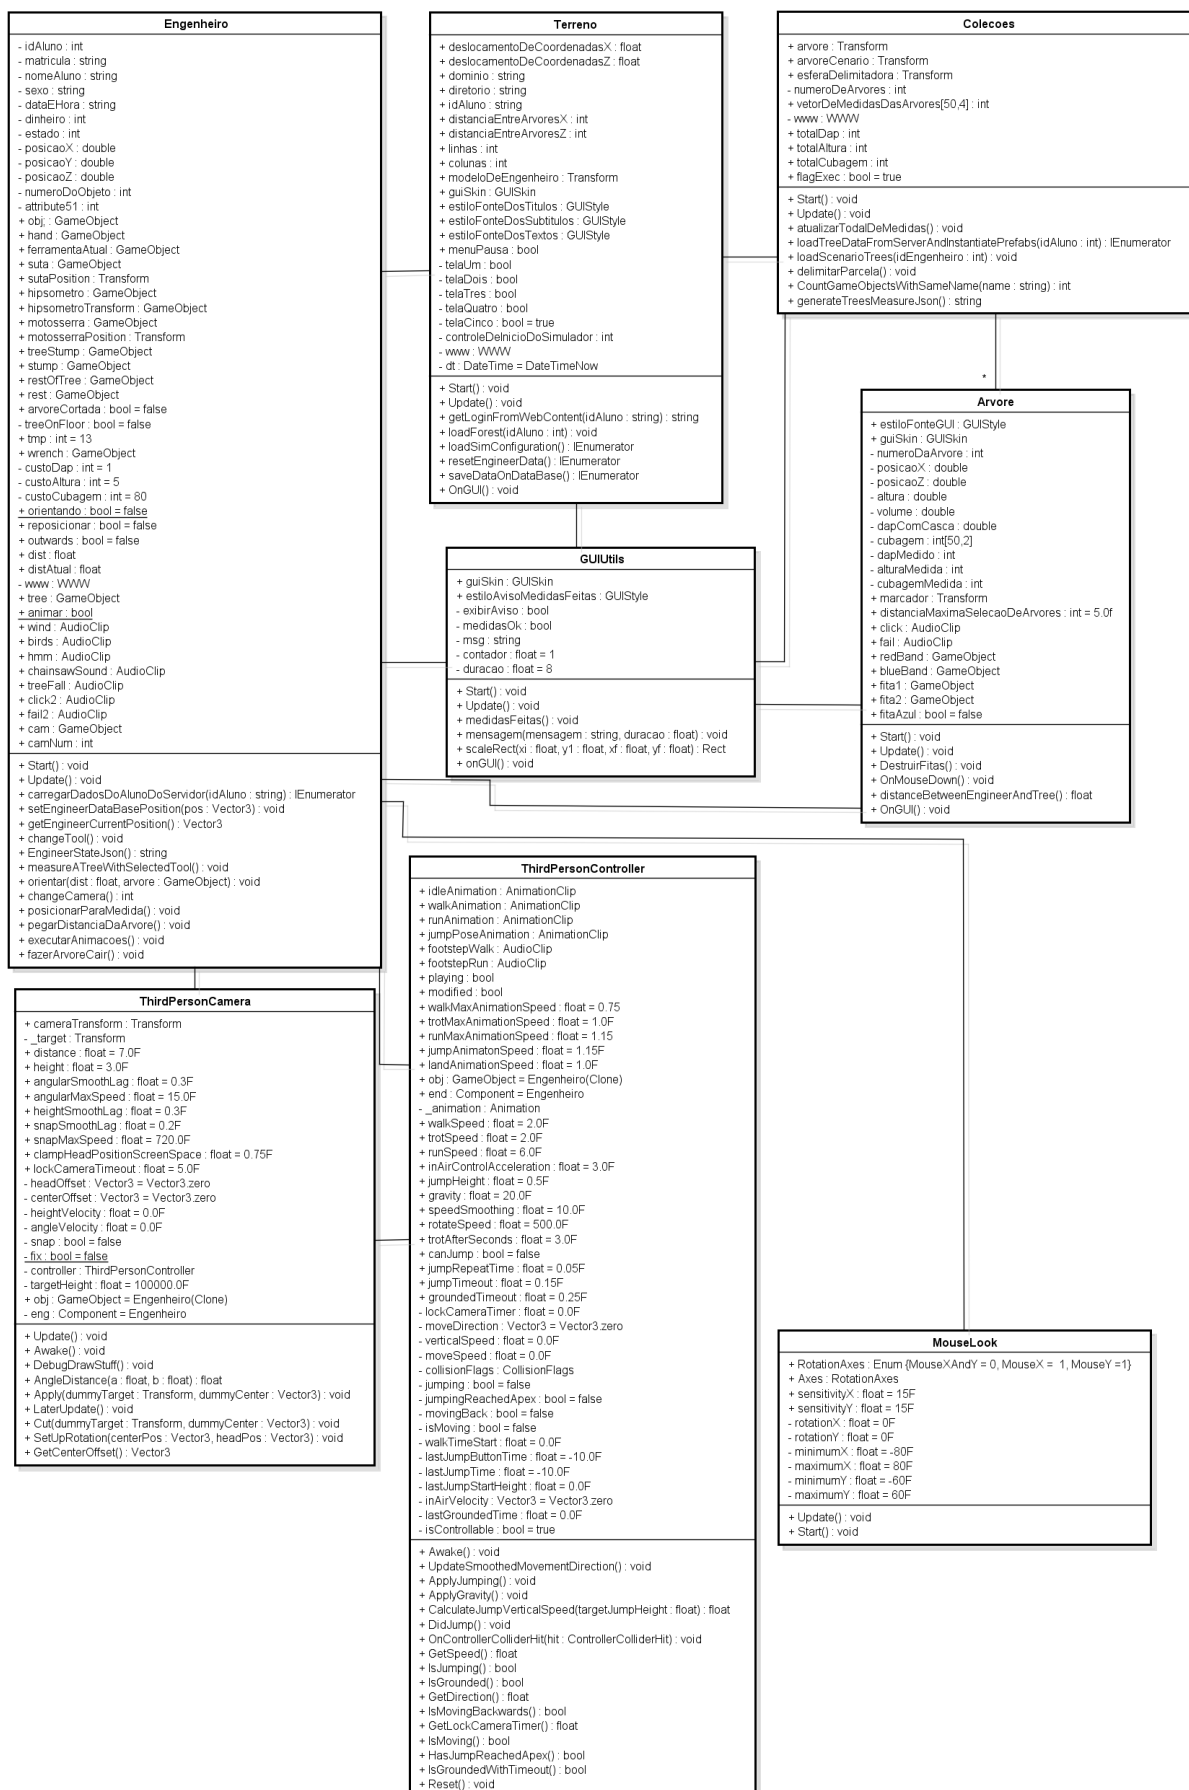 Engenheiro
- idAluno : int
- matricula : string
- nomeAluno : string
- sexo : string
- dataEHora : string
- dinheiro : int
- estado : int
- posicaoX : double
- posicaoY : double
- posicaoZ : double
- numeroDoObjeto : int
- attribute51 : int
+ obj; : GameObject
+ hand : GameObject
+ ferramentaAtual : GameObject
+ suta : GameObject
+ sutaPosition : Transform
+ hipsometro : GameObject
+ hipsometroTransform : GameObject
+ motosserra : GameObject
+ motosserraPosition : Transform
+ treeStump : GameObject
+ stump : GameObject
+ restOfTree : GameObject
+ rest : GameObject
+ arvoreCortada : bool = false
- treeOnFloor : bool = false
+ tmp : int = 13
+ wrench : GameObject
- custoDap : int = 1
- custoAltura : int = 5
- custoCubagem : int = 80
+ orientando : bool = false
+ reposicionar : bool = false
+ outwards : bool = false
+ dist : float
+ distAtual : float
- www : WWW
+ tree : GameObject
+ animar : bool
+ wind : AudioClip
+ birds : AudioClip
+ hmm : AudioClip
+ chainsawSound : AudioClip
+ treeFall : AudioClip
+ click2 : AudioClip
+ fail2 : AudioClip
+ cam : GameObject
+ camNum : int
+ Start() : void
+ Update() : void
+ carregarDadosDoAlunoDoServidor(idAluno : string) : IEnumerator
+ setEngineerDataBasePosition(pos : Vector3) : void
+ getEngineerCurrentPosition() : Vector3
+ changeTool() : void
+ EngineerStateJson() : string
+ measureATreeWithSelectedTool() : void
+ orientar(dist : float, arvore : GameObject) : void
+ changeCamera() : int
+ posicionarParaMedida() : void
+ pegarDistanciaDaArvore() : void
+ executarAnimacoes() : void
+ fazerArvoreCair() : void
Terreno
+ deslocamentoDeCoordenadasX : float
+ deslocamentoDeCoordenadasZ : float
+ dominio : string
+ diretorio : string
+ idAluno : string
+ distanciaEntreArvoresX : int
+ distanciaEntreArvoresZ : int
+ linhas : int
+ colunas : int
+ modeloDeEngenheiro : Transform
+ guiSkin : GUISkin
+ estiloFonteDosTitulos : GUIStyle
+ estiloFonteDosSubtitulos : GUIStyle
+ estiloFonteDosTextos : GUIStyle
+ menuPausa : bool
- telaUm : bool
- telaDois : bool
- telaTres : bool
- telaQuatro : bool
- telaCinco : bool = true
- controleDeInicioDoSimulador : int
- www : WWW
- dt : DateTime = DateTimeNow
+ Start() : void
+ Update() : void
+ getLoginFromWebContent(idAluno : string) : string
+ loadForest(idAluno : int) : void
+ loadSimConfiguration() : IEnumerator
+ resetEngineerData() : IEnumerator
+ saveDataOnDataBase() : IEnumerator
+ OnGUI() : void
Colecoes
+ arvore : Transform
+ arvoreCenario : Transform
+ esferaDelimitadora : Transform
- numeroDeArvores : int
+ vetorDeMedidasDasArvores[50,4] : int
- www : WWW
+ totalDap : int
+ totalAltura : int
+ totalCubagem : int
+ flagExec : bool = true
+ Start() : void
+ Update() : void
+ atualizarTodalDeMedidas() : void
+ loadTreeDataFromServerAndInstantiatePrefabs(idAluno : int) : IEnumerator
+ loadScenarioTrees(idEngenheiro : int) : void
+ delimitarParcela() : void
+ CountGameObjectsWithSameName(name : string) : int
+ generateTreesMeasureJson() : string
*
Arvore
+ estiloFonteGUI : GUIStyle
+ guiSkin : GUISkin
- numeroDaArvore : int
- posicaoX : double
- posicaoZ : double
- altura : double
- volume : double
- dapComCasca : double
- cubagem : int[50,2]
- dapMedido : int
- alturaMedida : int
- cubagemMedida : int
+ marcador : Transform
+ distanciaMaximaSelecaoDeArvores : int = 5.0f
+ click : AudioClip
+ fail : AudioClip
+ redBand : GameObject
+ blueBand : GameObject
+ fita1 : GameObject
+ fita2 : GameObject
+ fitaAzul : bool = false
+ Start() : void
+ Update() : void
+ DestruirFitas() : void
+ OnMouseDown() : void
+ distanceBetweenEngineerAndTree() : float
+ OnGUI() : void
GUIUtils
+ guiSkin : GUISkin
+ estiloAvisoMedidasFeitas : GUIStyle
- exibirAviso : bool
- medidasOk : bool
- msg : string
- contador : float = 1
- duracao : float = 8
+ Start() : void
+ Update() : void
+ medidasFeitas() : void
+ mensagem(mensagem : string, duracao : float) : void
+ scaleRect(xi : float, y1 : float, xf : float, yf : float) : Rect
+ onGUI() : void
ThirdPersonCamera
+ cameraTransform : Transform
- _target : Transform
+ distance : float = 7.0F
+ height : float = 3.0F
+ angularSmoothLag : float = 0.3F
+ angularMaxSpeed : float = 15.0F
+ heightSmoothLag : float = 0.3F
+ snapSmoothLag : float = 0.2F
+ snapMaxSpeed : float = 720.0F
+ clampHeadPositionScreenSpace : float = 0.75F
+ lockCameraTimeout : float = 5.0F
- headOffset : Vector3 = Vector3.zero
- centerOffset : Vector3 = Vector3.zero
- heightVelocity : float = 0.0F
- angleVelocity : float = 0.0F
- snap : bool = false
- fix : bool = false
- controller : ThirdPersonController
- targetHeight : float = 100000.0F
+ obj : GameObject = Engenheiro(Clone)
- eng : Component = Engenheiro
+ Update() : void
+ Awake() : void
+ DebugDrawStuff() : void
+ AngleDistance(a : float, b : float) : float
+ Apply(dummyTarget : Transform, dummyCenter : Vector3) : void
+ LaterUpdate() : void
+ Cut(dummyTarget : Transform, dummyCenter : Vector3) : void
+ SetUpRotation(centerPos : Vector3, headPos : Vector3) : void
+ GetCenterOffset() : Vector3
ThirdPersonController
+ idleAnimation : AnimationClip
+ walkAnimation : AnimationClip
+ runAnimation : AnimationClip
+ jumpPoseAnimation : AnimationClip
+ footstepWalk : AudioClip
+ footstepRun : AudioClip
+ playing : bool
+ modified : bool
+ walkMaxAnimationSpeed : float = 0.75
+ trotMaxAnimationSpeed : float = 1.0F
+ runMaxAnimationSpeed : float = 1.15
+ jumpAnimatonSpeed : float = 1.15F
+ landAnimationSpeed : float = 1.0F
+ obj : GameObject = Engenheiro(Clone)
+ end : Component = Engenheiro
- _animation : Animation
+ walkSpeed : float = 2.0F
+ trotSpeed : float = 2.0F
+ runSpeed : float = 6.0F
+ inAirControlAcceleration : float = 3.0F
+ jumpHeight : float = 0.5F
+ gravity : float = 20.0F
+ speedSmoothing : float = 10.0F
+ rotateSpeed : float = 500.0F
+ trotAfterSeconds : float = 3.0F
+ canJump : bool = false
+ jumpRepeatTime : float = 0.05F
+ jumpTimeout : float = 0.15F
+ groundedTimeout : float = 0.25F
- lockCameraTimer : float = 0.0F
- moveDirection : Vector3 = Vector3.zero
- verticalSpeed : float = 0.0F
- moveSpeed : float = 0.0F
- collisionFlags : CollisionFlags
- jumping : bool = false
- jumpingReachedApex : bool = false
- movingBack : bool = false
- isMoving : bool = false
- walkTimeStart : float = 0.0F
- lastJumpButtonTime : float = -10.0F
- lastJumpTime : float = -10.0F
- lastJumpStartHeight : float = 0.0F
- inAirVelocity : Vector3 = Vector3.zero
- lastGroundedTime : float = 0.0F
- isControllable : bool = true
+ Awake() : void
+ UpdateSmoothedMovementDirection() : void
+ ApplyJumping() : void
+ ApplyGravity() : void
+ CalculateJumpVerticalSpeed(targetJumpHeight : float) : float
+ DidJump() : void
+ OnControllerColliderHit(hit : ControllerColliderHit) : void
+ GetSpeed() : float
+ IsJumping() : bool
+ IsGrounded() : bool
+ GetDirection() : float
+ IsMovingBackwards() : bool
+ GetLockCameraTimer() : float
+ IsMoving() : bool
+ HasJumpReachedApex() : bool
+ IsGroundedWithTimeout() : bool
+ Reset() : void
MouseLook
+ RotationAxes : Enum {MouseXAndY = 0, MouseX = 1, MouseY =1}
+ Axes : RotationAxes
+ sensitivityX : float = 15F
+ sensitivityY : float = 15F
- rotationX : float = 0F
- rotationY : float = 0F
- minimumX : float = -80F
- maximumX : float = 80F
- minimumY : float = -60F
- maximumY : float = 60F
+ Update() : void
+ Start() : void